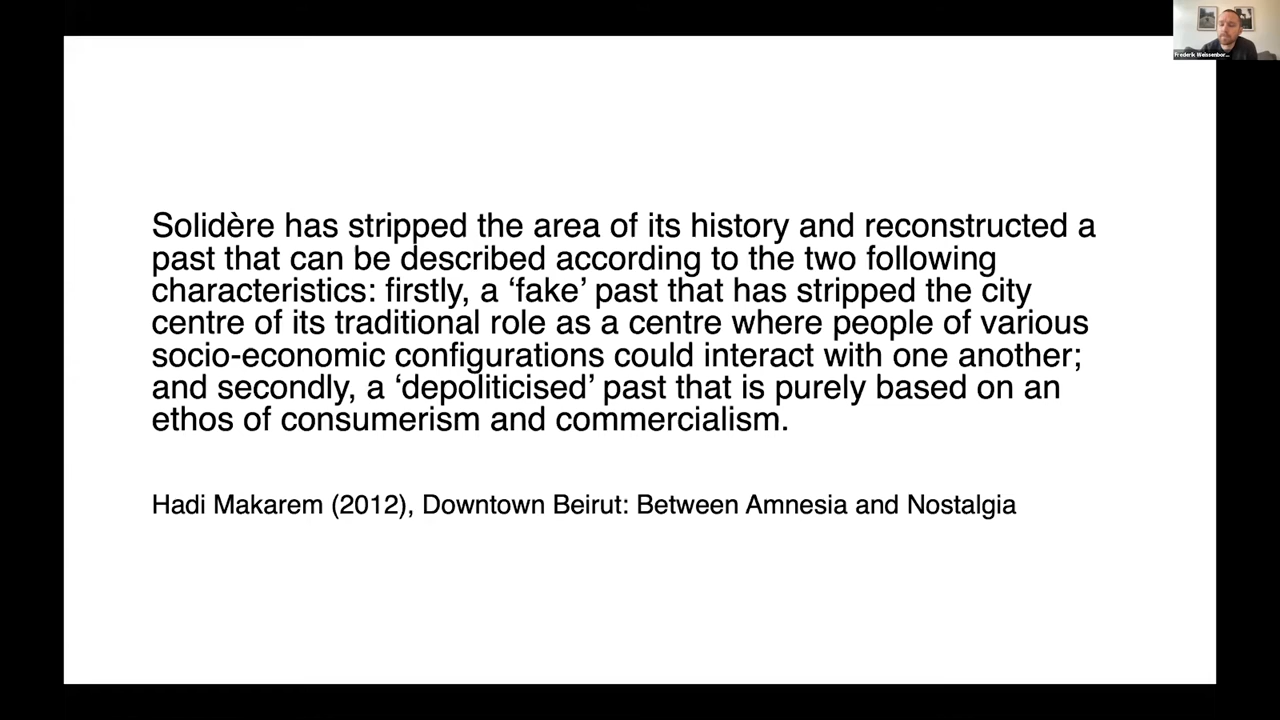 Frederik Weissenbor...
Solidère has stripped the area of its history and reconstructed a
past that can be described according to the two following
characteristics: firstly, a ‘fake’ past that has stripped the city
centre of its traditional role as a centre where people of various
socio-economic configurations could interact with one another;
and secondly, a ‘depoliticised’ past that is purely based on an
ethos of consumerism and commercialism.
Hadi Makarem (2012), Downtown Beirut: Between Amnesia and Nostalgia